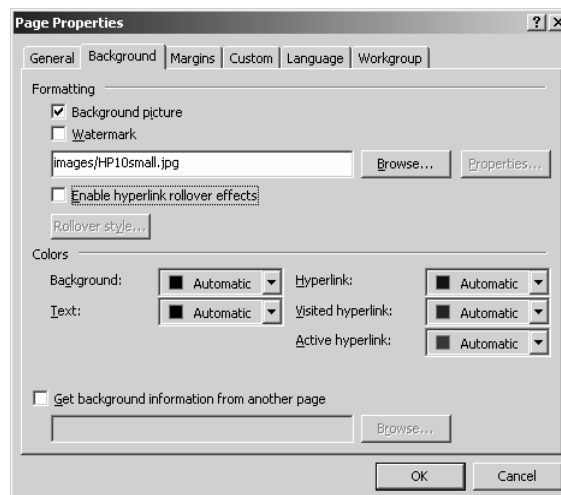 Page Properties
General Background Margins Custom Language Workgroup
Formatting
Background picture
Watermark
images/HP10small.jpg Browse... Properties...
Enable hyperlink rollover effects
Rollover style...
Colors
Background: Automatic Hyperlink: Automatic
Text: Automatic Visited hyperlink: Automatic
Active hyperlink: Automatic
Get background information from another page
Browse...
OK Cancel